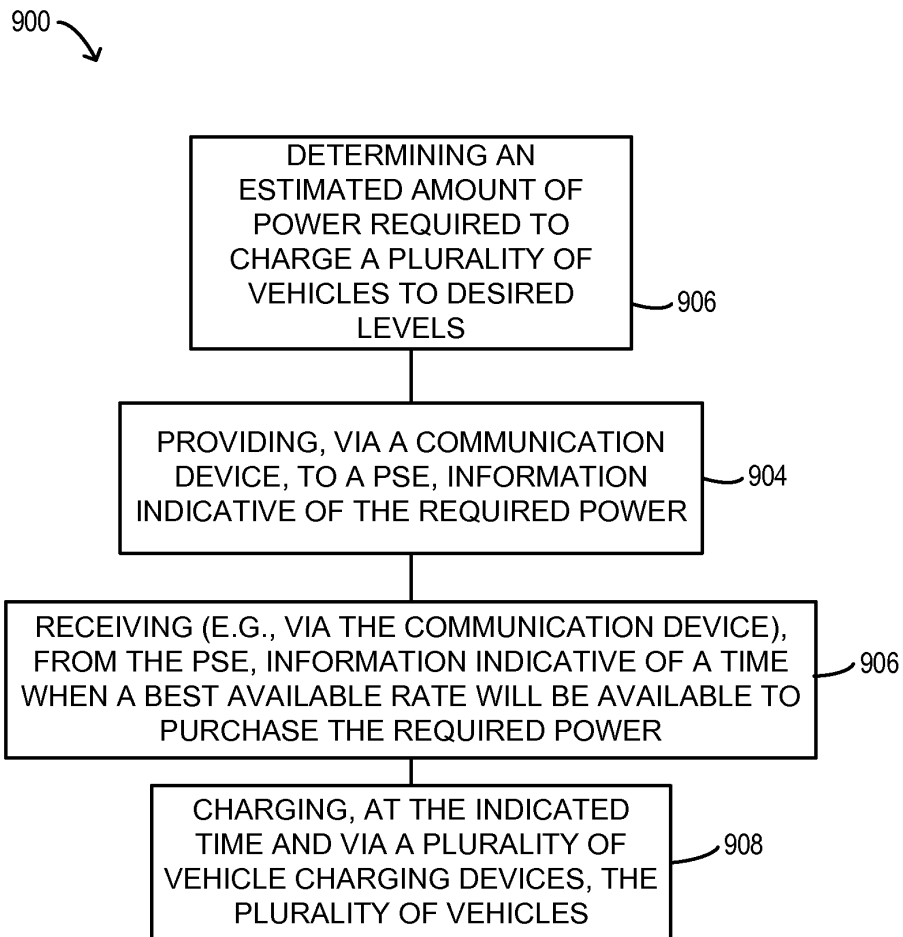 900
DETERMINING AN
ESTIMATED AMOUNT OF
POWER REQUIRED TO
CHARGE A PLURALITY OF
VEHICLES TO DESIRED
LEVELS
906
PROVIDING, VIA A COMMUNICATION
DEVICE, TO A PSE, INFORMATION
INDICATIVE OF THE REQUIRED POWER
904
RECEIVING (E.G., VIA THE COMMUNICATION DEVICE),
FROM THE PSE, INFORMATION INDICATIVE OF A TIME
WHEN A BEST AVAILABLE RATE WILL BE AVAILABLE TO
PURCHASE THE REQUIRED POWER
906
CHARGING, AT THE INDICATED
TIME AND VIA A PLURALITY OF
VEHICLE CHARGING DEVICES, THE
PLURALITY OF VEHICLES
908